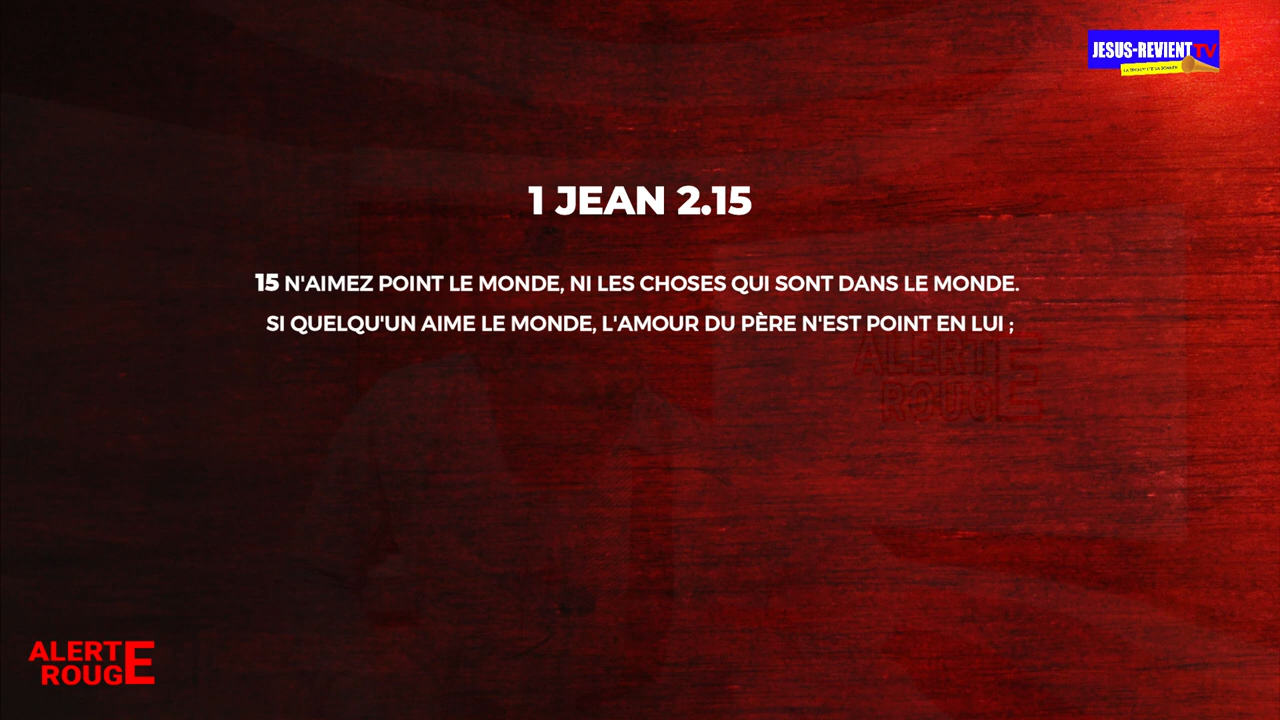 JESUS-REVIENT TV
1 JEAN 2.15
15 N'AIMEZ POINT LE MONDE, NI LES CHOSES QUI SONT DANS LE MONDE.
SI QUELQU'UN AIME LE MONDE, L'AMOUR DU PÈRE N'EST POINT EN LUI ;
ALERTE
ROUGE
ALERTE
ROUGE